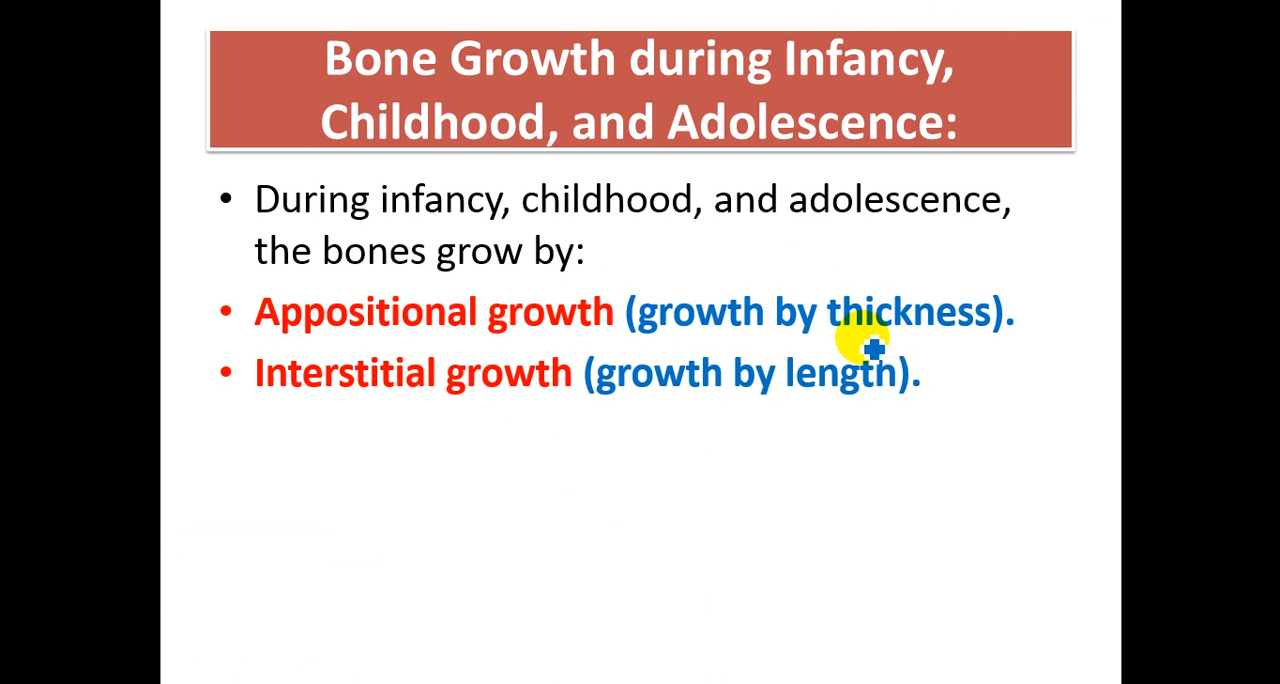 Bone Growth during Infancy,
Childhood, and Adolescence:
• During infancy, childhood, and adolescence,
the bones grow by:
• Appositional growth (growth by thickness).
• Interstitial growth (growth by length).